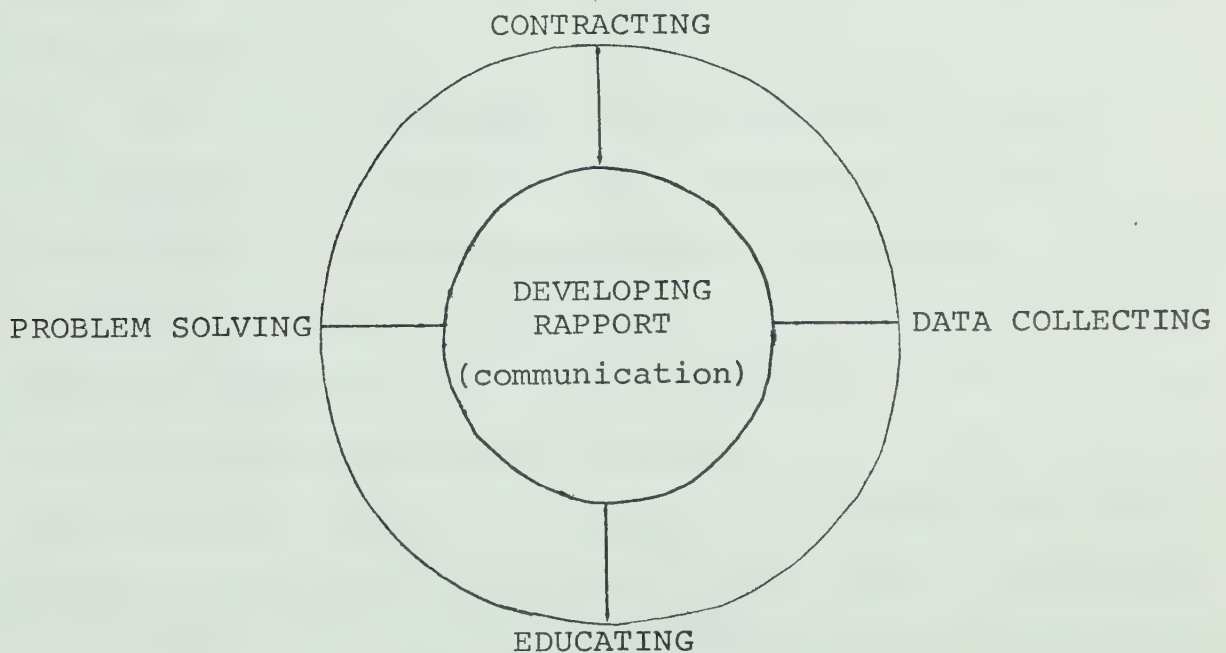 CONTRACTING
DEVELOPING
RAPPORT
PROBLEM SOLVING
DATA COLLECTING
(communication)
EDUCATING